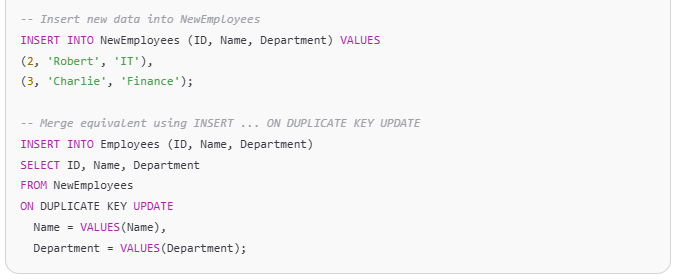 -- Insert new data into NewEmployees
INSERT INTO NewEmployees (ID, Name, Department) VALUES
(2, 'Robert', 'IT'),
(3, 'Charlie', 'Finance');
-- Merge equivalent using INSERT ... ON DUPLICATE KEY UPDATE
INSERT INTO Employees (ID, Name, Department)
SELECT ID, Name, Department
FROM NewEmployees
ON DUPLICATE KEY UPDATE
Name = VALUES(Name),
Department = VALUES(Department);